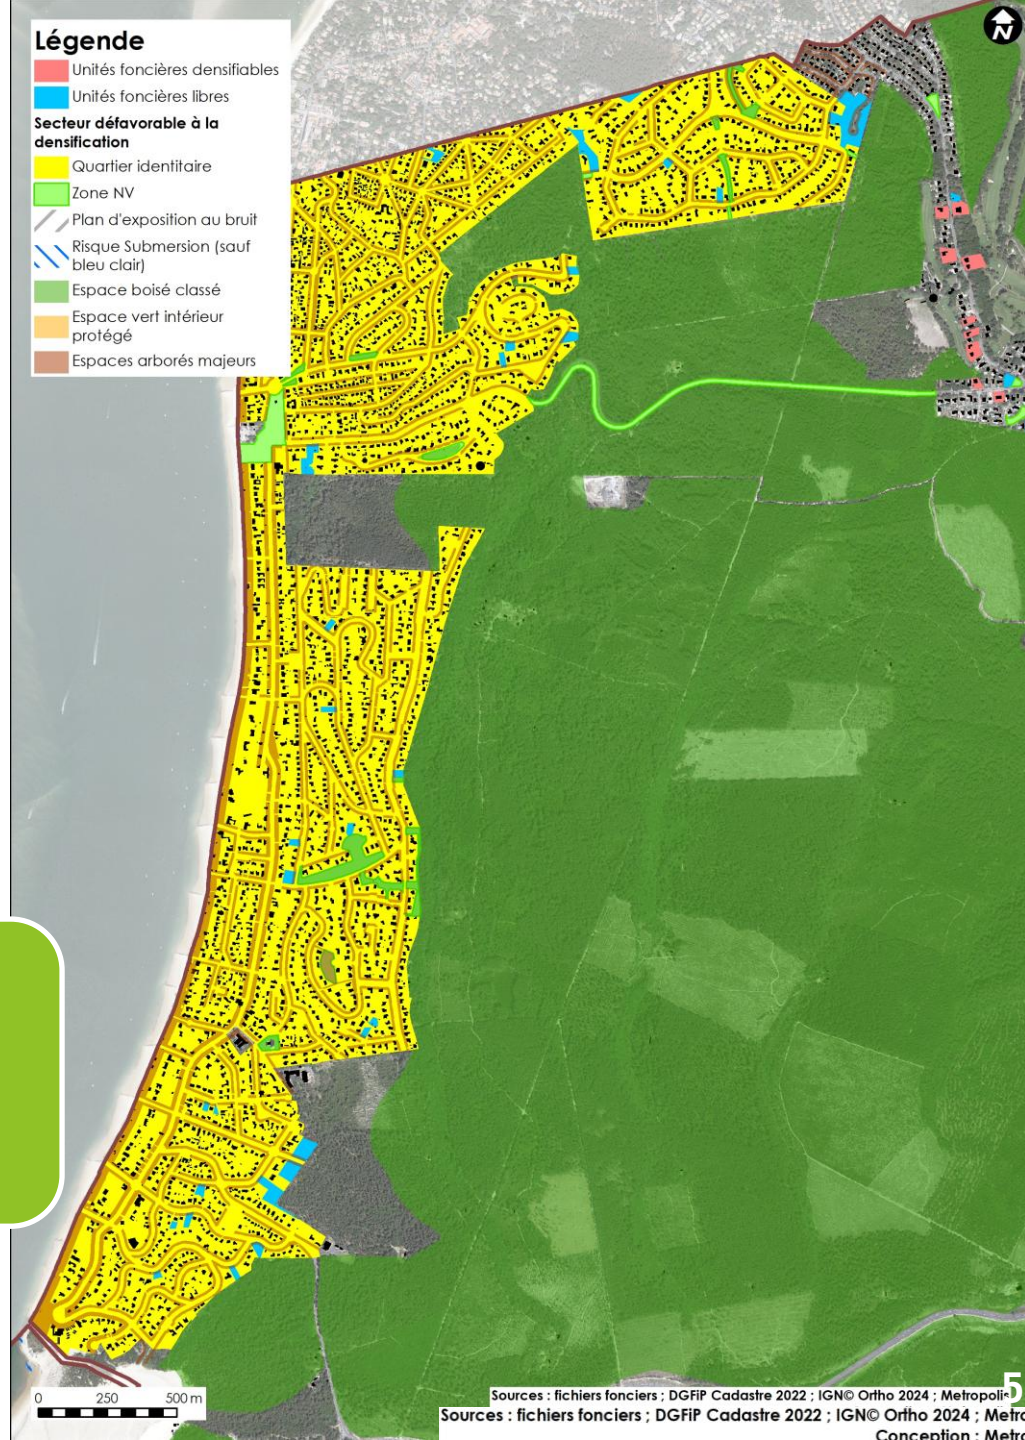 Légende
Unités foncières densifiables
Unités foncières libres
Secteur défavorable à la
densification
Quartier identitaire
Zone NV
Plan d'exposition au bruit
Risque Submersion (sauf
bleu clair)
Espace boisé classé
Espace vert intérieur
protégé
Espaces arborés majeurs
N
0 250 500 m
5
Sources : fichiers fonciers ; DGFiP Cadastre 2022 ; IGN© Ortho 2024 ; Metropolis
Sources : fichiers fonciers ; DGFiP Cadastre 2022 ; IGN© Ortho 2024 ; Metro
Conception : Metro